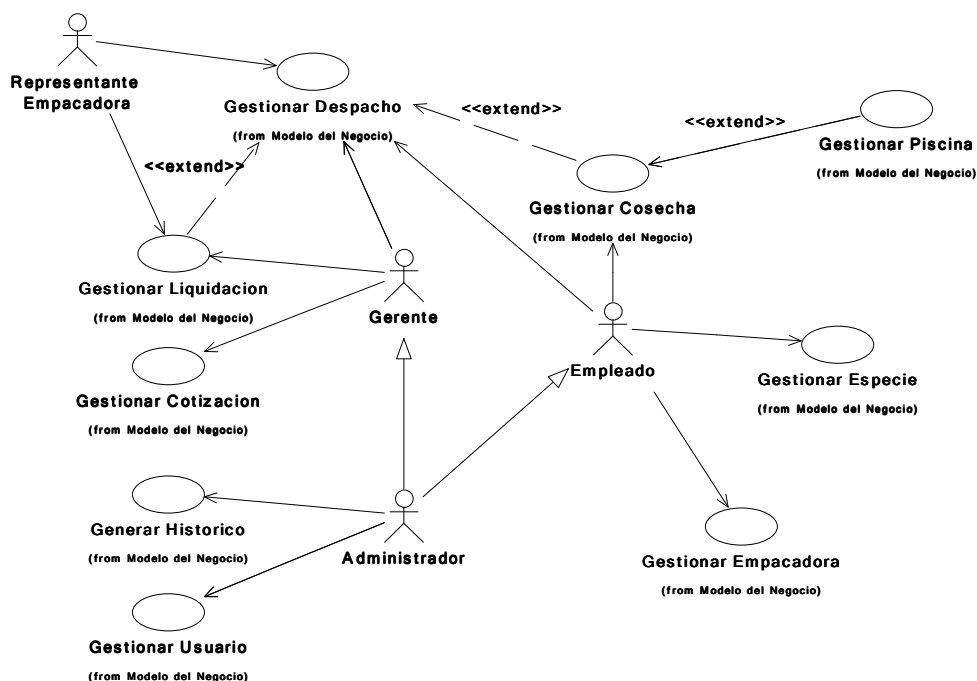 Representante
Empacadora
Gestionar Despacho
(from Modelo del Negocio)
<<extend>>
<<extend>>
Gestionar Piscina
(from Modelo del Negocio)
<<extend>>
Gestionar Cosecha
(from Modelo del Negocio)
Gestionar Liquidacion
(from Modelo del Negocio)
Gerente
Gestionar Cotizacion
(from Modelo del Negocio)
Empleado
Gestionar Especie
(from Modelo del Negocio)
Generar Historico
(from Modelo del Negocio)
Administrador
Gestionar Empacadora
(from Modelo del Negocio)
Gestionar Usuario
(from Modelo del Negocio)